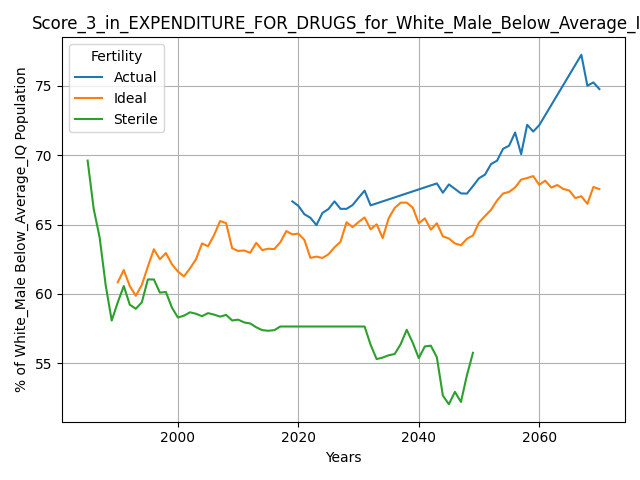 Score_3_in_EXPENDITURE_FOR_DRUGS_for_White_Male_Below_Average_I
Fertility
Actual
Ideal
Sterile
% of White_Male Below_Average_IQ Population
75
70
65
60
55
2000
2020
2040
2060
Years